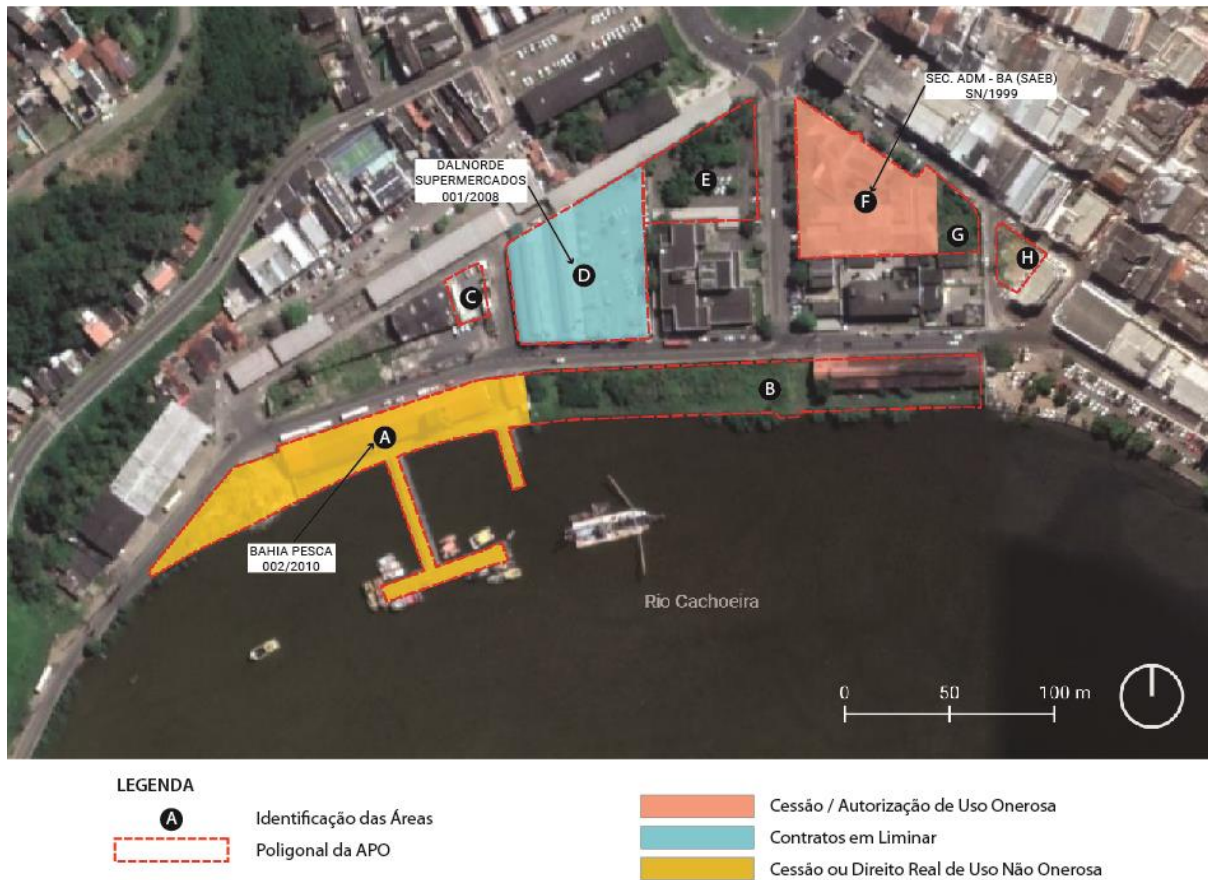 SEC. ADM - BA (SAEB)
SN/1999
DALNORDE
SUPERMERCADOS
001/2008
E
F
G
H
D
C
B
A
BAHIA PESCA
002/2010
Rio Cachoeira
0 50 100 m
LEGENDA
A Identificação das Áreas
Poligonal da APO
Cessão / Autorização de Uso Onerosa
Contratos em Liminar
Cessão ou Direito Real de Uso Não Onerosa